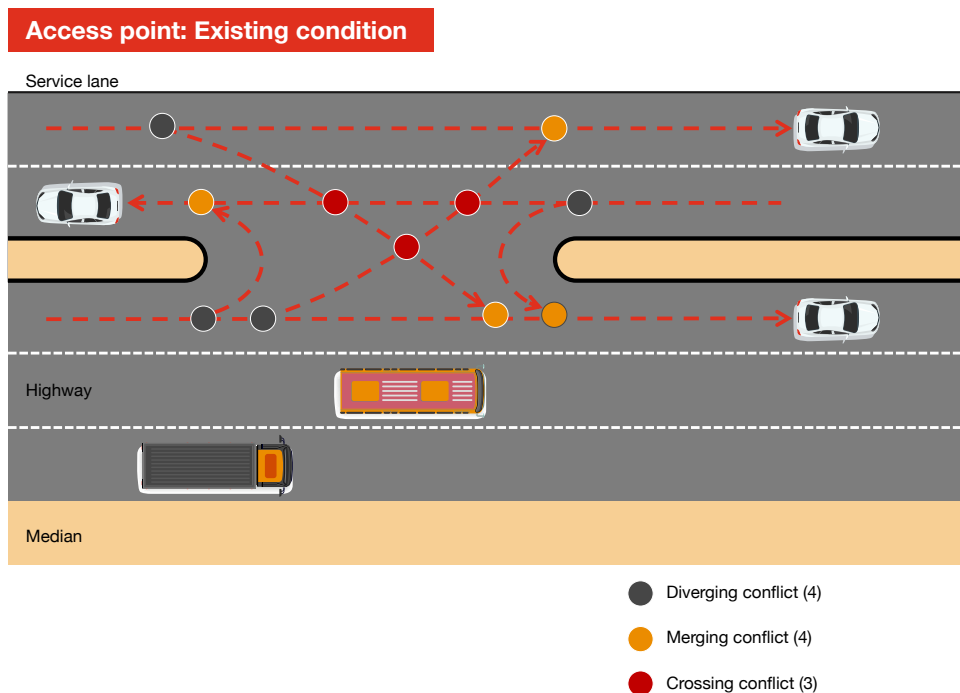 Access point: Existing condition
Service lane
Highway
Median
Diverging conflict (4)
Merging conflict (4)
Crossing conflict (3)